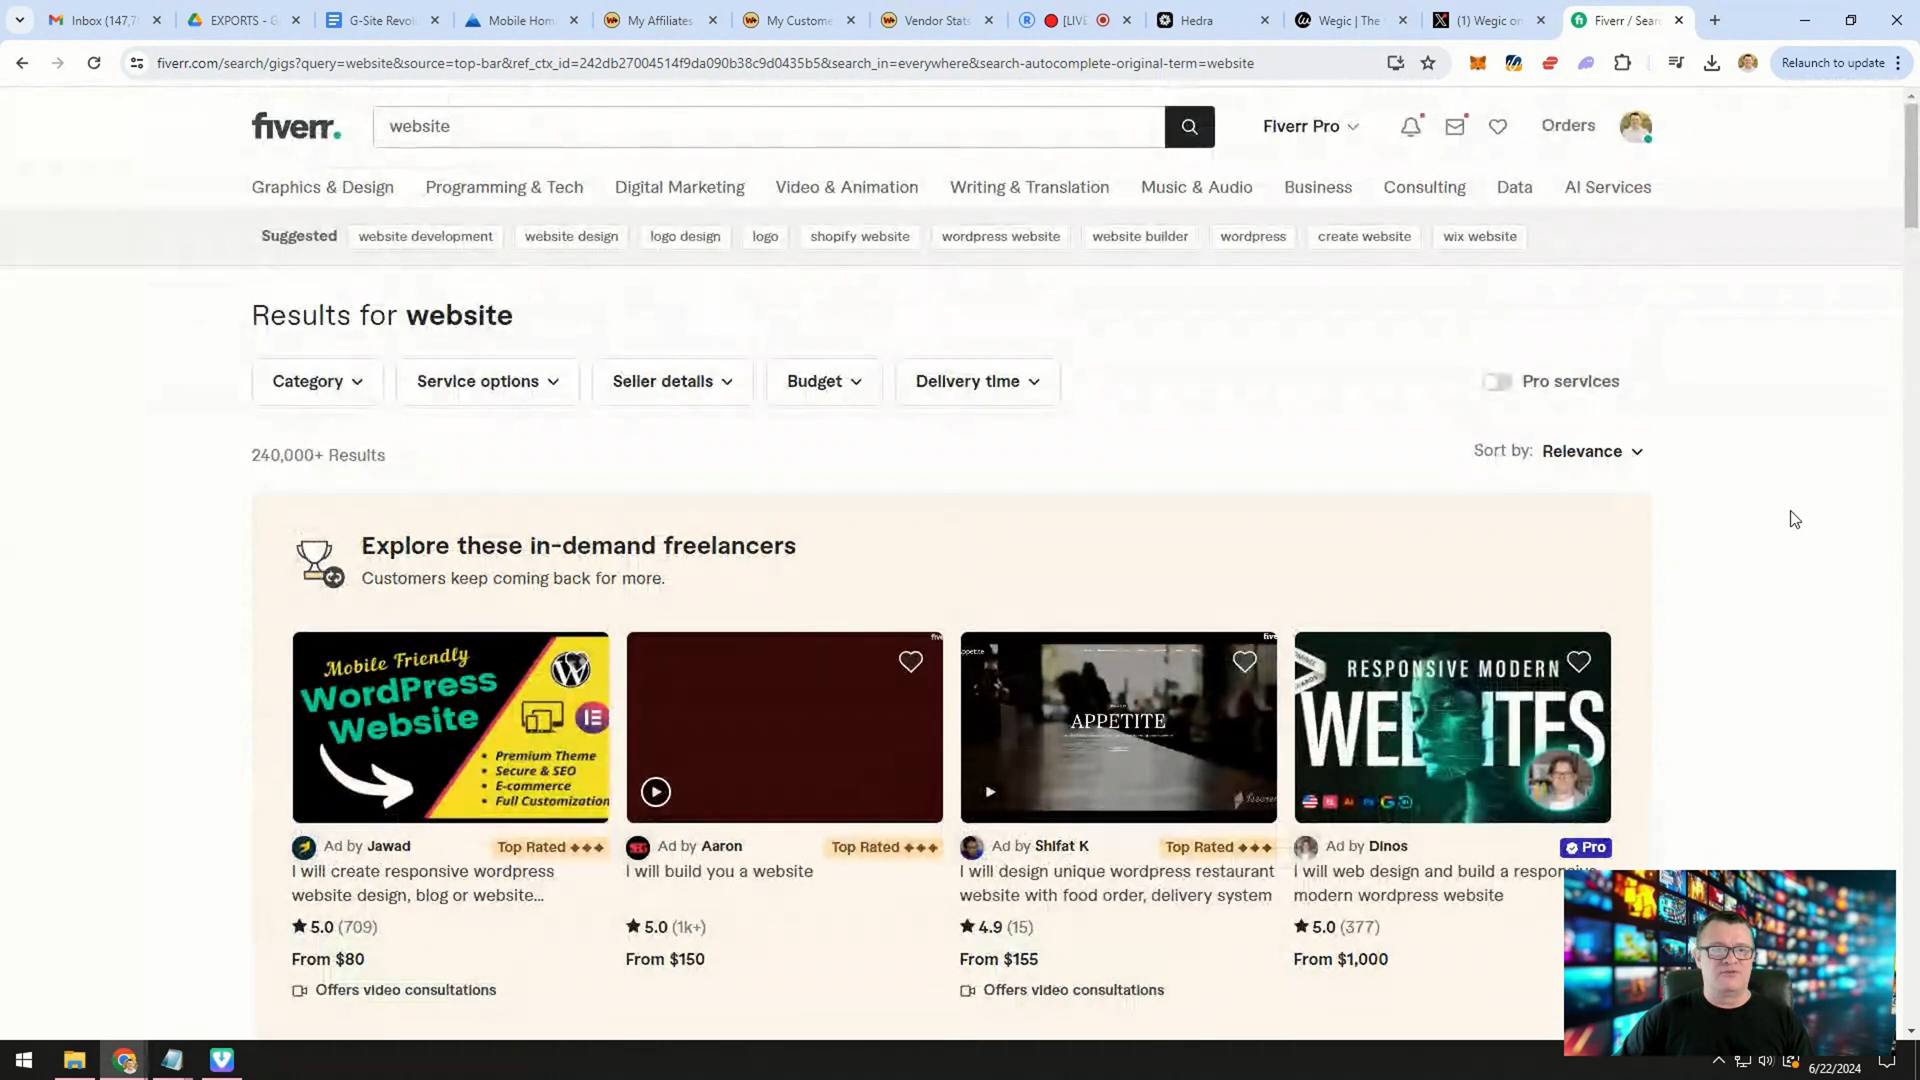 Inbox (147,7
EXPORTS - G
G-Site Revol
Mobile Hom
My Affiliates
My Custome
Vendor Stats
[LIVE
Hedra
Wegic | The
(1) Wegic on
Fiverr / Sear
fiverr.com/search/gigs?query=website&source=top-bar&ref_ctx_id=242db27004514f9da090b38c9d0435b5&search_in=everywhere&search-autocomplete-original-term=website
Relaunch to update
fiverr.
website
Fiverr Pro
Orders
Graphics & Design
Programming & Tech
Digital Marketing
Video & Animation
Writing & Translation
Music & Audio
Business
Consulting
Data
AI Services
Suggested
website development
website design
logo design
logo
shopify website
wordpress website
website builder
wordpress
create website
wix website
Results for website
Category
Service options
Seller details
Budget
Delivery time
Pro services
240,000+ Results
Sort by: Relevance
Explore these in-demand freelancers
Customers keep coming back for more.
Mobile Friendly
WordPress
Website
• Premium Theme
• Secure & SEO
• E-commerce
• Full Customization
Ad by Jawad
Top Rated
I will create responsive wordpress
website design, blog or website...
5.0 (709)
From $80
Offers video consultations
Ad by Aaron
Top Rated
I will build you a website
5.0 (1k+)
From $150
APPETITE
Ad by Shifat K
Top Rated
I will design unique wordpress restaurant
website with food order, delivery system
4.9 (15)
From $155
Offers video consultations
RESPONSIVE MODERN
WEBSITES
Ad by Dinos
Pro
I will web design and build a respons
modern wordpress website
5.0 (377)
From $1,000
6/22/2024